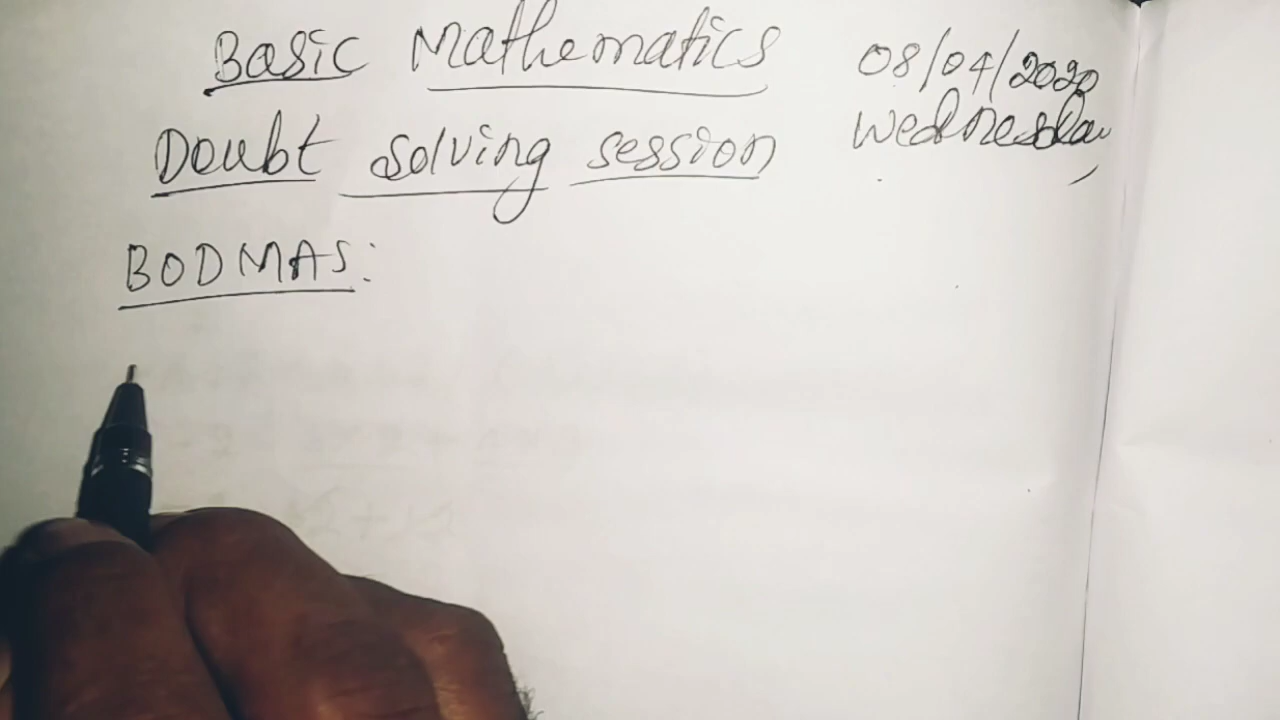 Basic Mathematics 08/04/2020
Doubt solving session Wednesday
BODMAS: